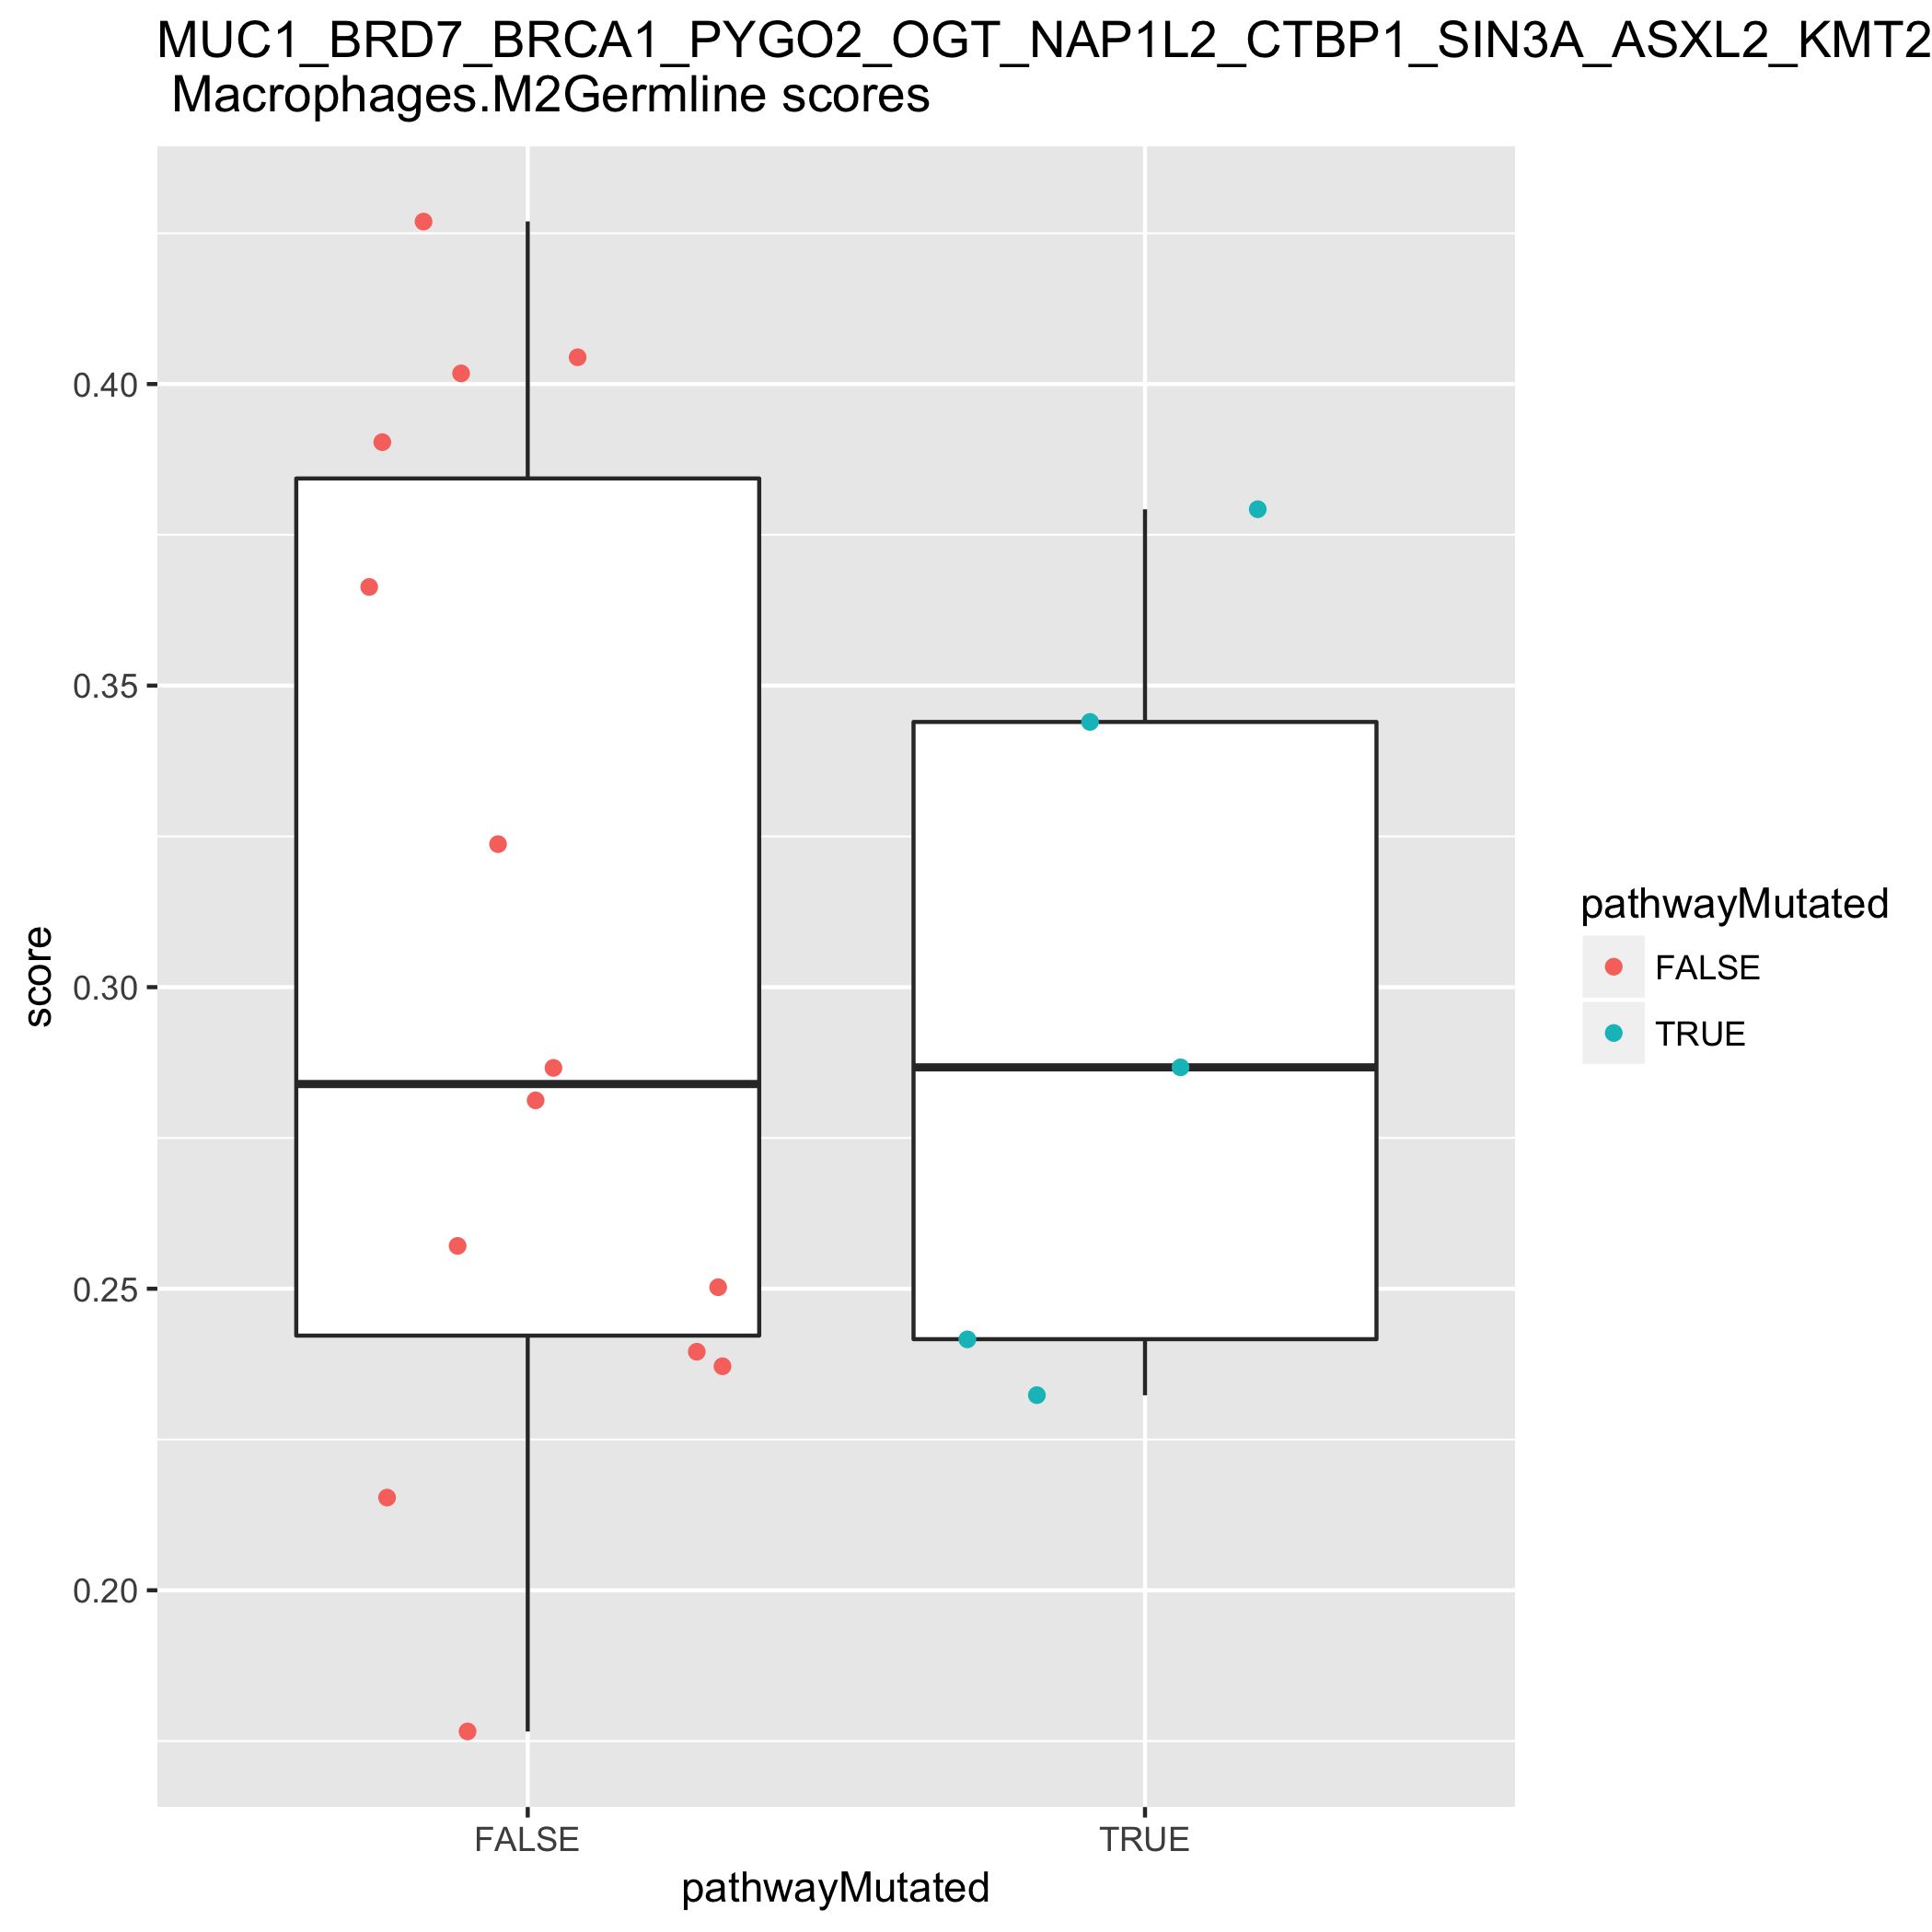 MUC1_BRD7_BRCA1_PYGO2_OGT_NAP1L2_CTBP1_SIN3A_ASXL2_KMT2
Macrophages.M2Germline scores
0.40
0.35
0.30
0.25
0.20
score
FALSE
TRUE
pathwayMutated
pathwayMutated
FALSE
TRUE